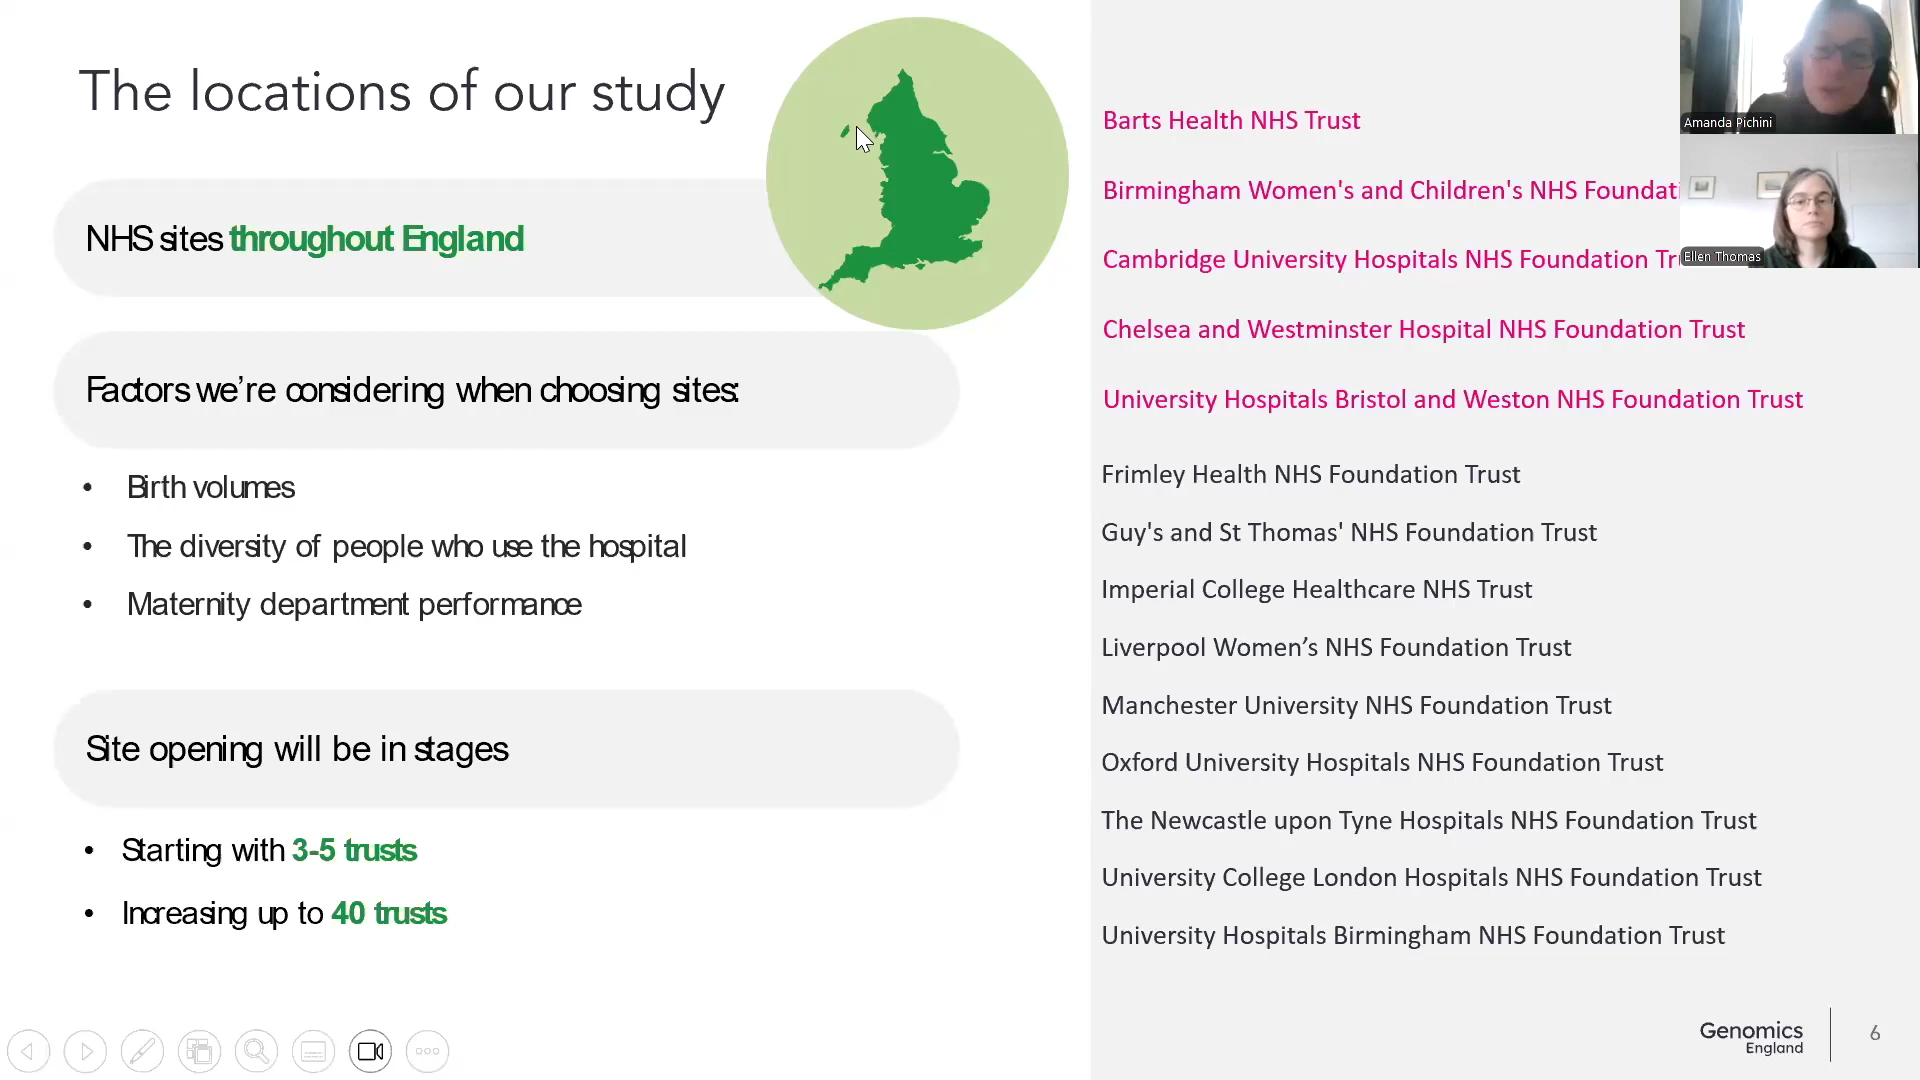 The locations of our study
NHS sites throughout England
Factors we're considering when choosing sites:
• Birth volumes
• The diversity of people who use the hospital
• Maternity department performance
Site opening will be in stages
• Starting with 3-5 trusts
• Increasing up to 40 trusts
Barts Health NHS Trust
Birmingham Women's and Children's NHS
Cambridge University Hospitals NHS Foundation
Chelsea and Westminster Hospital NHS Foundation Trust
University Hospitals Bristol and Weston NHS Foundation Trust
Frimley Health NHS Foundation Trust
Guy's and St Thomas' NHS Foundation Trust
Imperial College Healthcare NHS Trust
Liverpool Women’s NHS Foundation Trust
Manchester University NHS Foundation Trust
Oxford University Hospitals NHS Foundation Trust
The Newcastle upon Tyne Hospitals NHS Foundation Trust
University College London Hospitals NHS Foundation Trust
University Hospitals Birmingham NHS Foundation Trust
Amanda Pichini
Ellen Thomas
Genomics
England
6